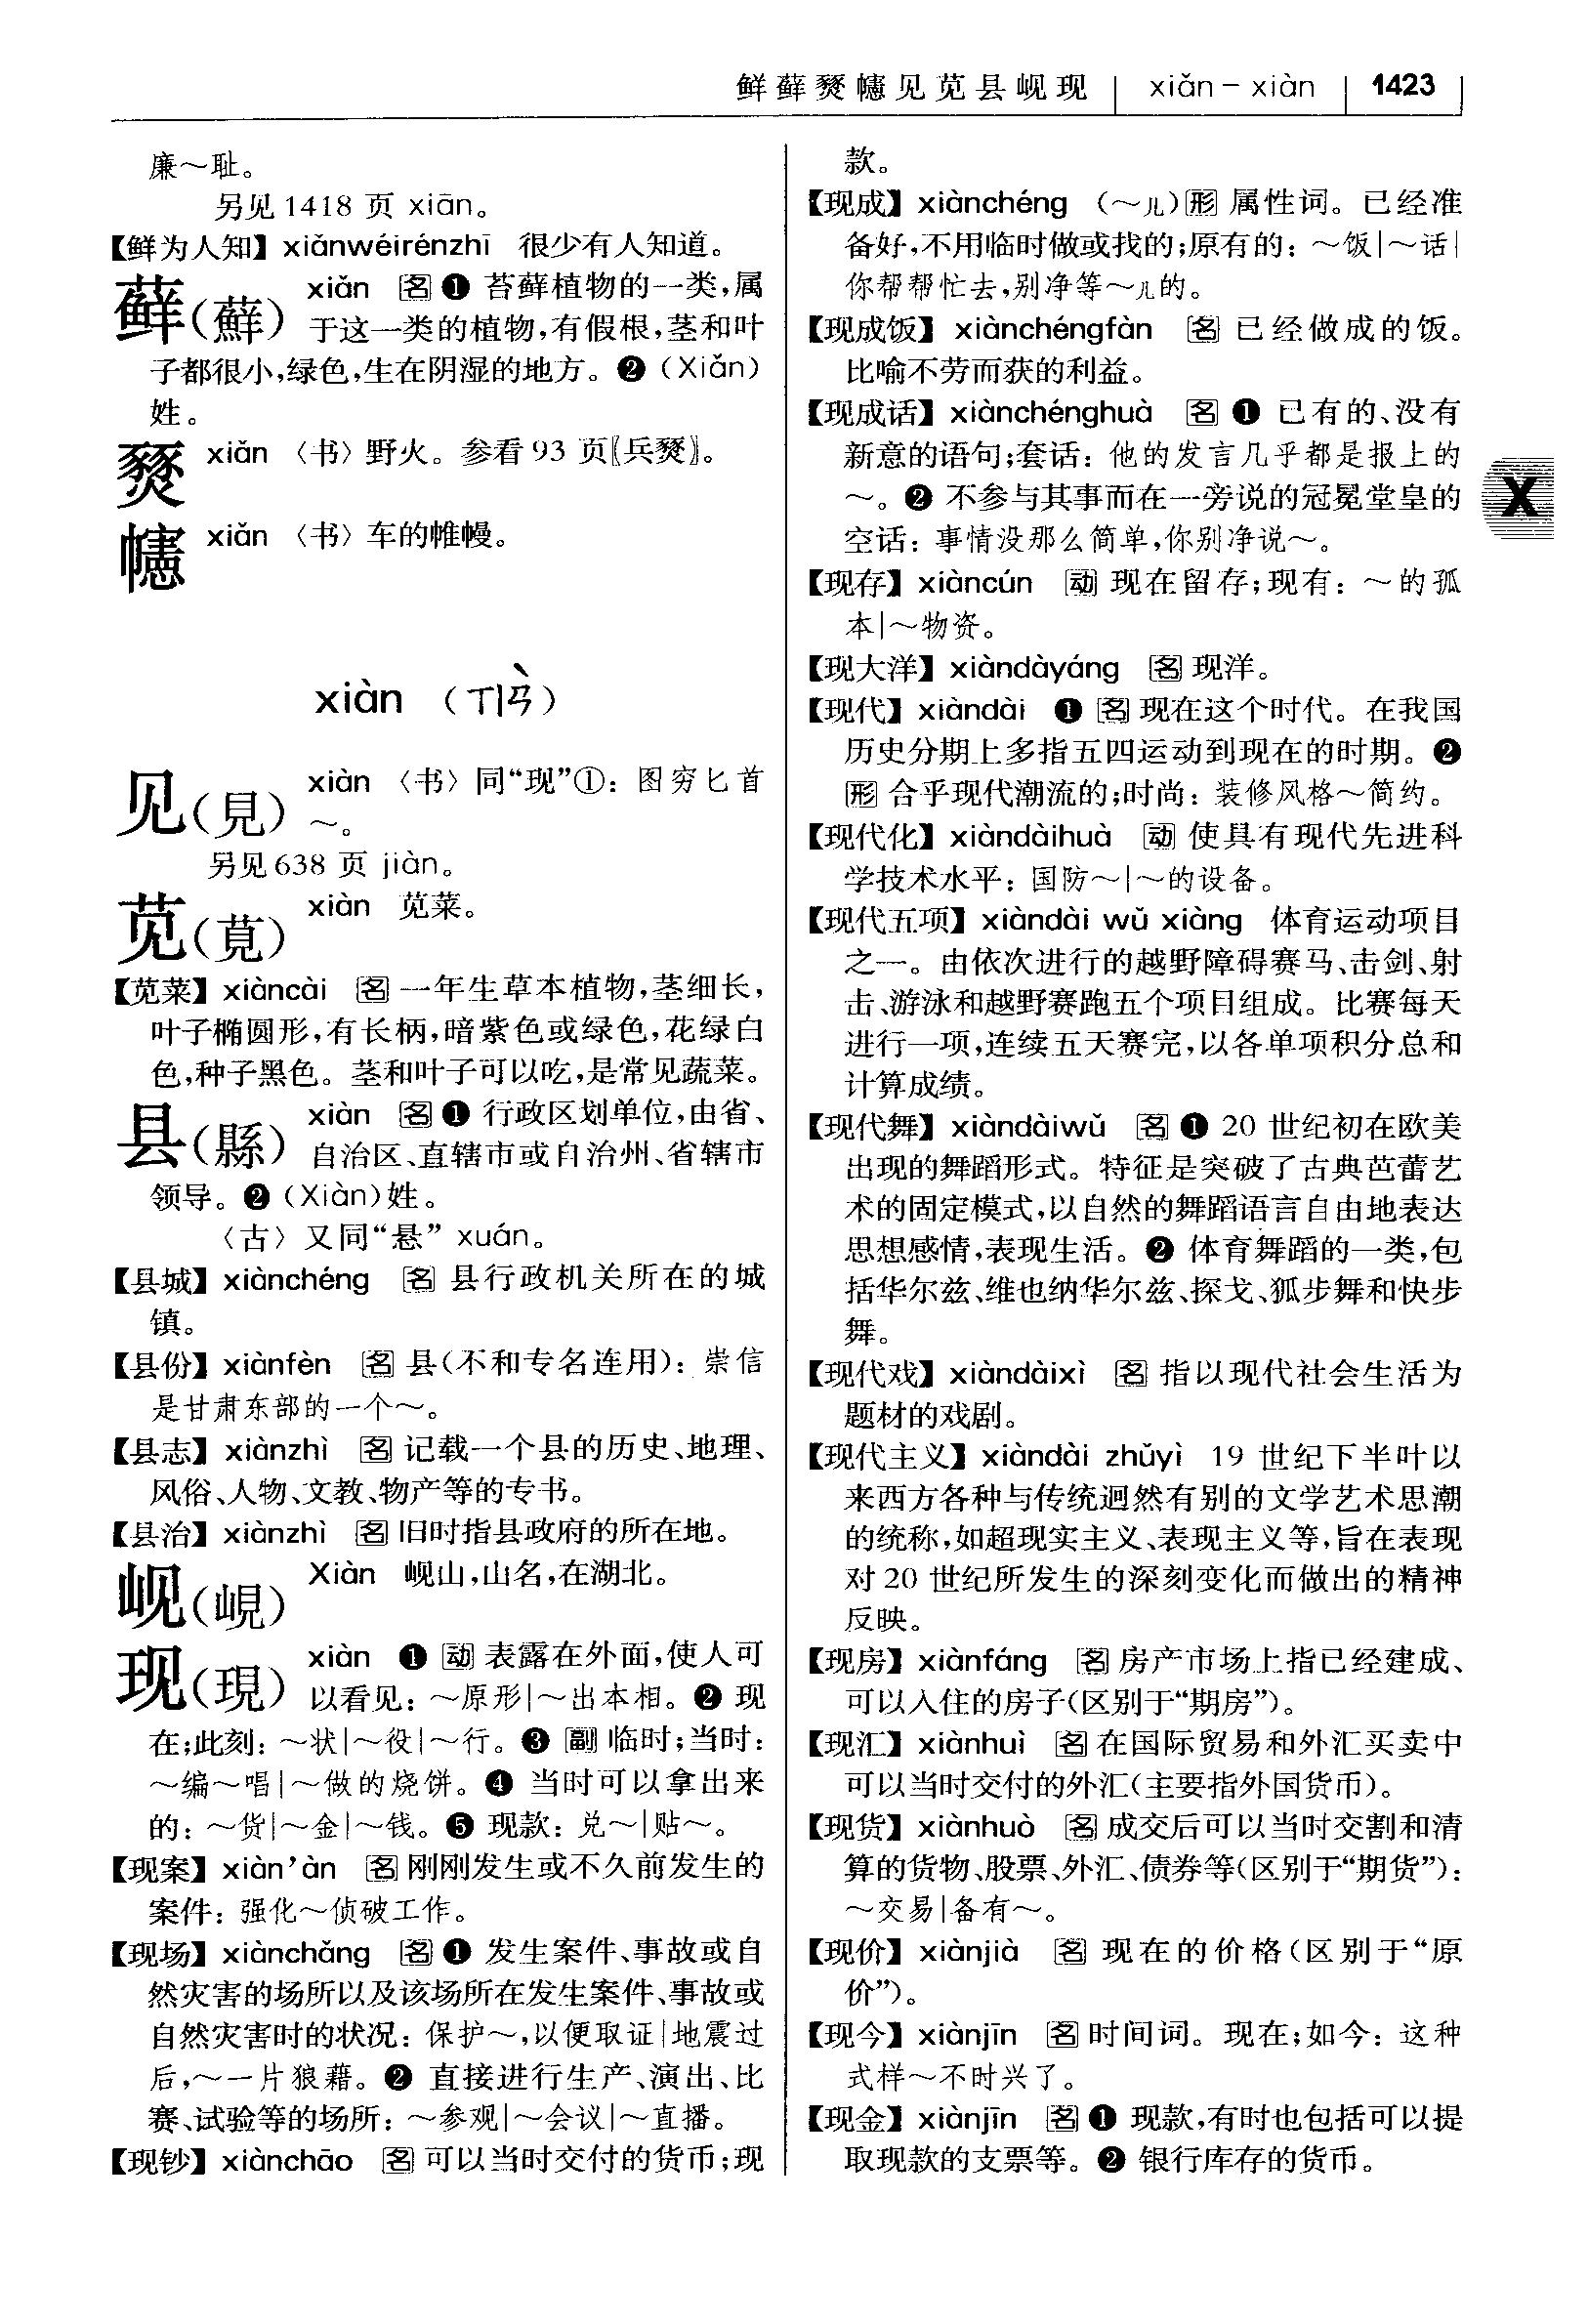 鲜藓燹幰见苋县岘现 xiǎn-xiàn 1423
廉～耻。
另见1418页 xiān。
【鲜为人知】xiǎnwéirénzhī 很少有人知道。
藓(蘚) xiǎn 名❶ 苔藓植物的一类,属
于这一类的植物,有假根,茎和叶
子都很小,绿色,生在阴湿的地方。❷(Xiǎn)
姓。
燹 xiǎn 〈书〉野火。参看93页〖兵燹〗。
幰 xiǎn 〈书〉车的帷幔。
xiàn (ㄒㄧㄢˋ)
见(見) xiàn 〈书〉同“现”①：图穷匕首
～。
另见638页 jiàn。
苋(莧) xiàn 苋菜。
【苋菜】xiàncài 名 一年生草本植物,茎细长,
叶子椭圆形,有长柄,暗紫色或绿色,花绿白
色,种子黑色。茎和叶子可以吃,是常见蔬菜。
县(縣) xiàn 名❶ 行政区划单位,由省、
自治区、直辖市或自治州、省辖市
领导。❷(Xiàn)姓。
〈古〉又同“悬” xuán。
【县城】xiànchéng 名 县行政机关所在的城
镇。
【县份】xiànfèn 名 县(不和专名连用)：崇信
是甘肃东部的一个～。
【县志】xiànzhì 名 记载一个县的历史、地理、
风俗、人物、文教、物产等的专书。
【县治】xiànzhì 名 旧时指县政府的所在地。
岘(峴) Xiàn 岘山,山名,在湖北。
现(現) xiàn ❶ 动 表露在外面,使人可
以看见：～原形|～出本相。❷ 现
在;此刻：～状|～役|～行。❸ 副 临时;当时：
～编～唱|～做的烧饼。❹ 当时可以拿出来
的：～货|～金|～钱。❺ 现款：兑～|贴～。
【现案】xiàn’àn 名 刚刚发生或不久前发生的
案件：强化～侦破工作。
【现场】xiànchǎng 名❶ 发生案件、事故或自
然灾害的场所以及该场所在发生案件、事故或
自然灾害时的状况：保护～,以便取证|地震过
后,～一片狼藉。❷ 直接进行生产、演出、比
赛、试验等的场所：～参观|～会议|～直播。
【现钞】xiànchāo 名 可以当时交付的货币;现
款。
【现成】xiànchéng (～儿)形 属性词。已经准
备好,不用临时做或找的;原有的：～饭|～话|
你帮帮忙去,别净等～儿的。
【现成饭】xiànchéngfàn 名 已经做成的饭。
比喻不劳而获的利益。
【现成话】xiànchénghuà 名❶ 已有的、没有
新意的语句;套话：他的发言几乎都是报上的
～。❷ 不参与其事而在一旁说的冠冕堂皇的
空话：事情没那么简单,你别净说～。
【现存】xiàncún 动 现在留存;现有：～的孤
本|～物资。
【现大洋】xiàndàyáng 名 现洋。
【现代】xiàndài ❶ 名 现在这个时代。在我国
历史分期上多指五四运动到现在的时期。❷
形 合乎现代潮流的;时尚：装修风格～简约。
【现代化】xiàndàihuà 动 使具有现代先进科
学技术水平：国防～|～的设备。
【现代五项】xiàndài wǔ xiàng 体育运动项目
之一。由依次进行的越野障碍赛马、击剑、射
击、游泳和越野赛跑五个项目组成。比赛每天
进行一项,连续五天赛完,以各单项积分总和
计算成绩。
【现代舞】xiàndàiwǔ 名❶ 20世纪初在欧美
出现的舞蹈形式。特征是突破了古典芭蕾艺
术的固定模式,以自然的舞蹈语言自由地表达
思想感情,表现生活。❷ 体育舞蹈的一类,包
括华尔兹、维也纳华尔兹、探戈、狐步舞和快步
舞。
【现代戏】xiàndàixì 名 指以现代社会生活为
题材的戏剧。
【现代主义】xiàndài zhǔyì 19世纪下半叶以
来西方各种与传统迥然有别的文学艺术思潮
的统称,如超现实主义、表现主义等,旨在表现
对20世纪所发生的深刻变化而做出的精神
反映。
【现房】xiànfáng 名 房产市场上指已经建成、
可以入住的房子(区别于“期房”)。
【现汇】xiànhuì 名 在国际贸易和外汇买卖中
可以当时交付的外汇(主要指外国货币)。
【现货】xiànhuò 名 成交后可以当时交割和清
算的货物、股票、外汇、债券等(区别于“期货”)：
～交易|备有～。
【现价】xiànjià 名 现在的价格(区别于“原
价”)。
【现今】xiànjīn 名 时间词。现在;如今：这种
式样～不时兴了。
【现金】xiànjīn 名❶ 现款,有时也包括可以提
取现款的支票等。❷ 银行库存的货币。
X